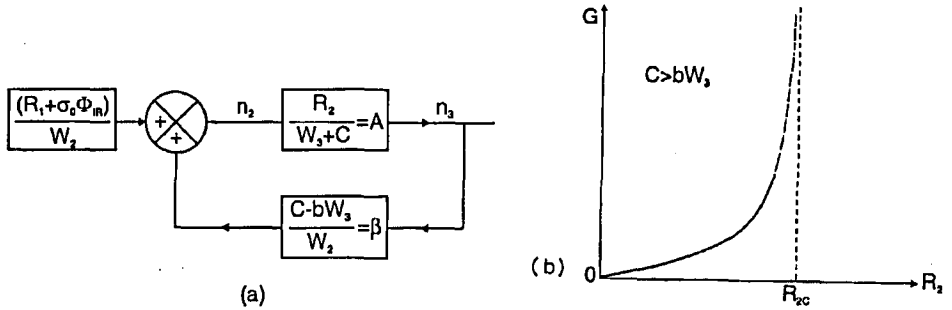 (R₁+σ₀Φ_IR)
W₂
+
+
n₂
R₂
W₃+C
=A
n₃
C-bW₃
W₂
=β
(a)
G
C>bW₃
0
R₂C
R₂
(b)